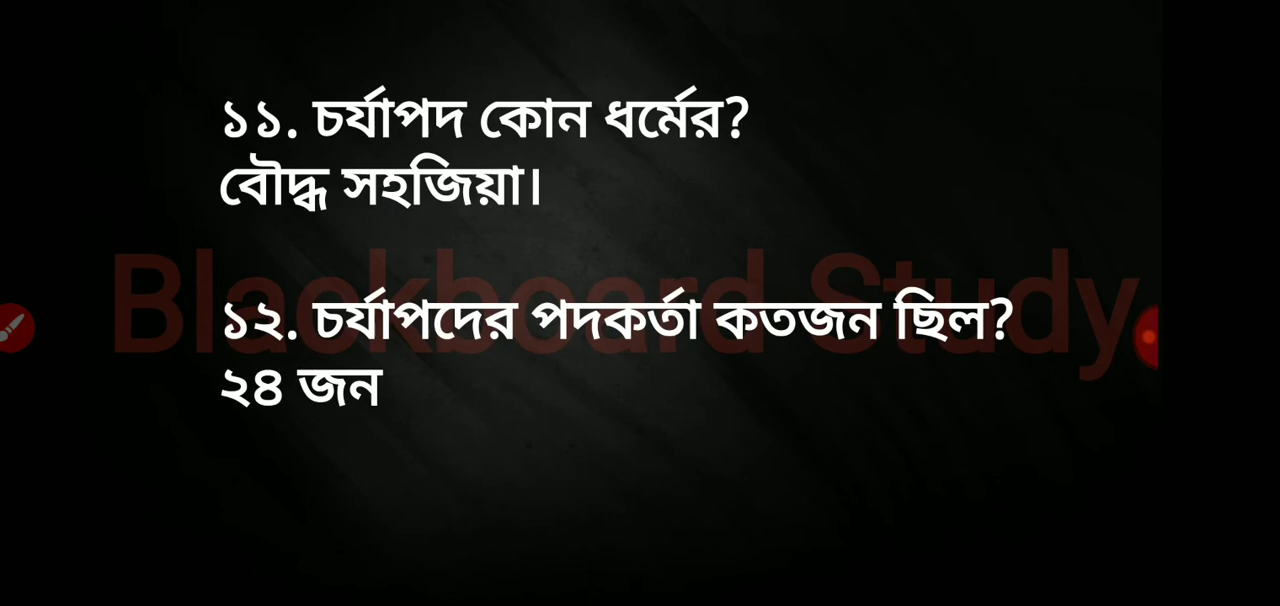 ১১. চর্যাপদ কোন ধর্মের?
বৌদ্ধ সহজিয়া।
Blackboard Study
১২. চর্যাপদের পদকর্তা কতজন ছিল?
২৪ জন